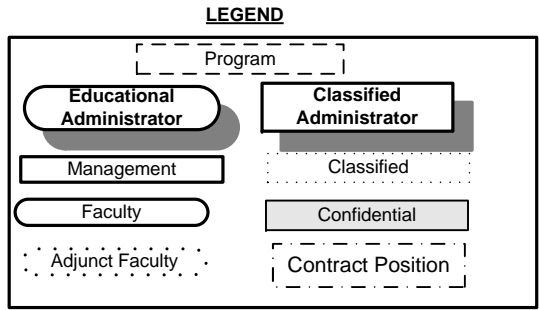 LEGEND
Program
Educational
Administrator
Classified
Administrator
Management
Classified
Faculty
Confidential
Adjunct Faculty
Contract Position